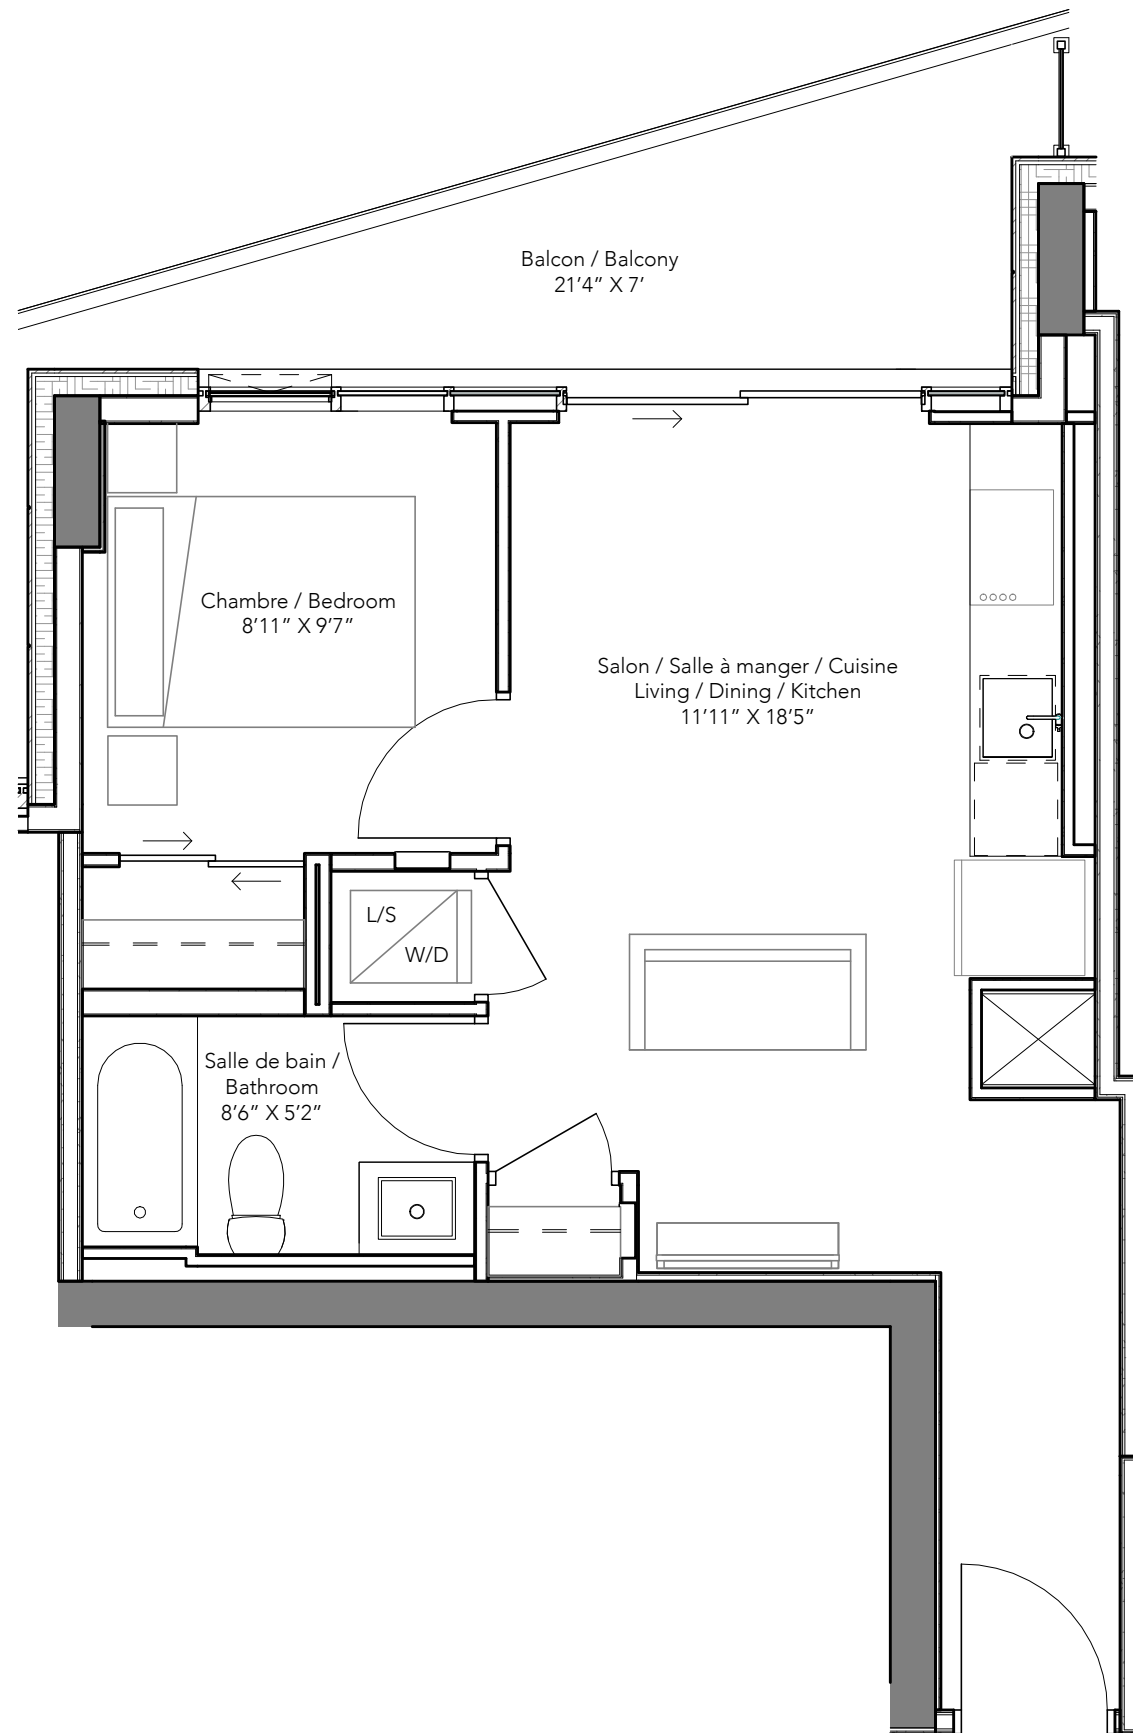 Balcon / Balcony
21'4" X 7'
Chambre / Bedroom
8'11" X 9'7"
Salon / Salle à manger / Cuisine
Living / Dining / Kitchen
11'11" X 18'5"
L/S
W/D
Salle de bain /
Bathroom
8'6" X 5'2"